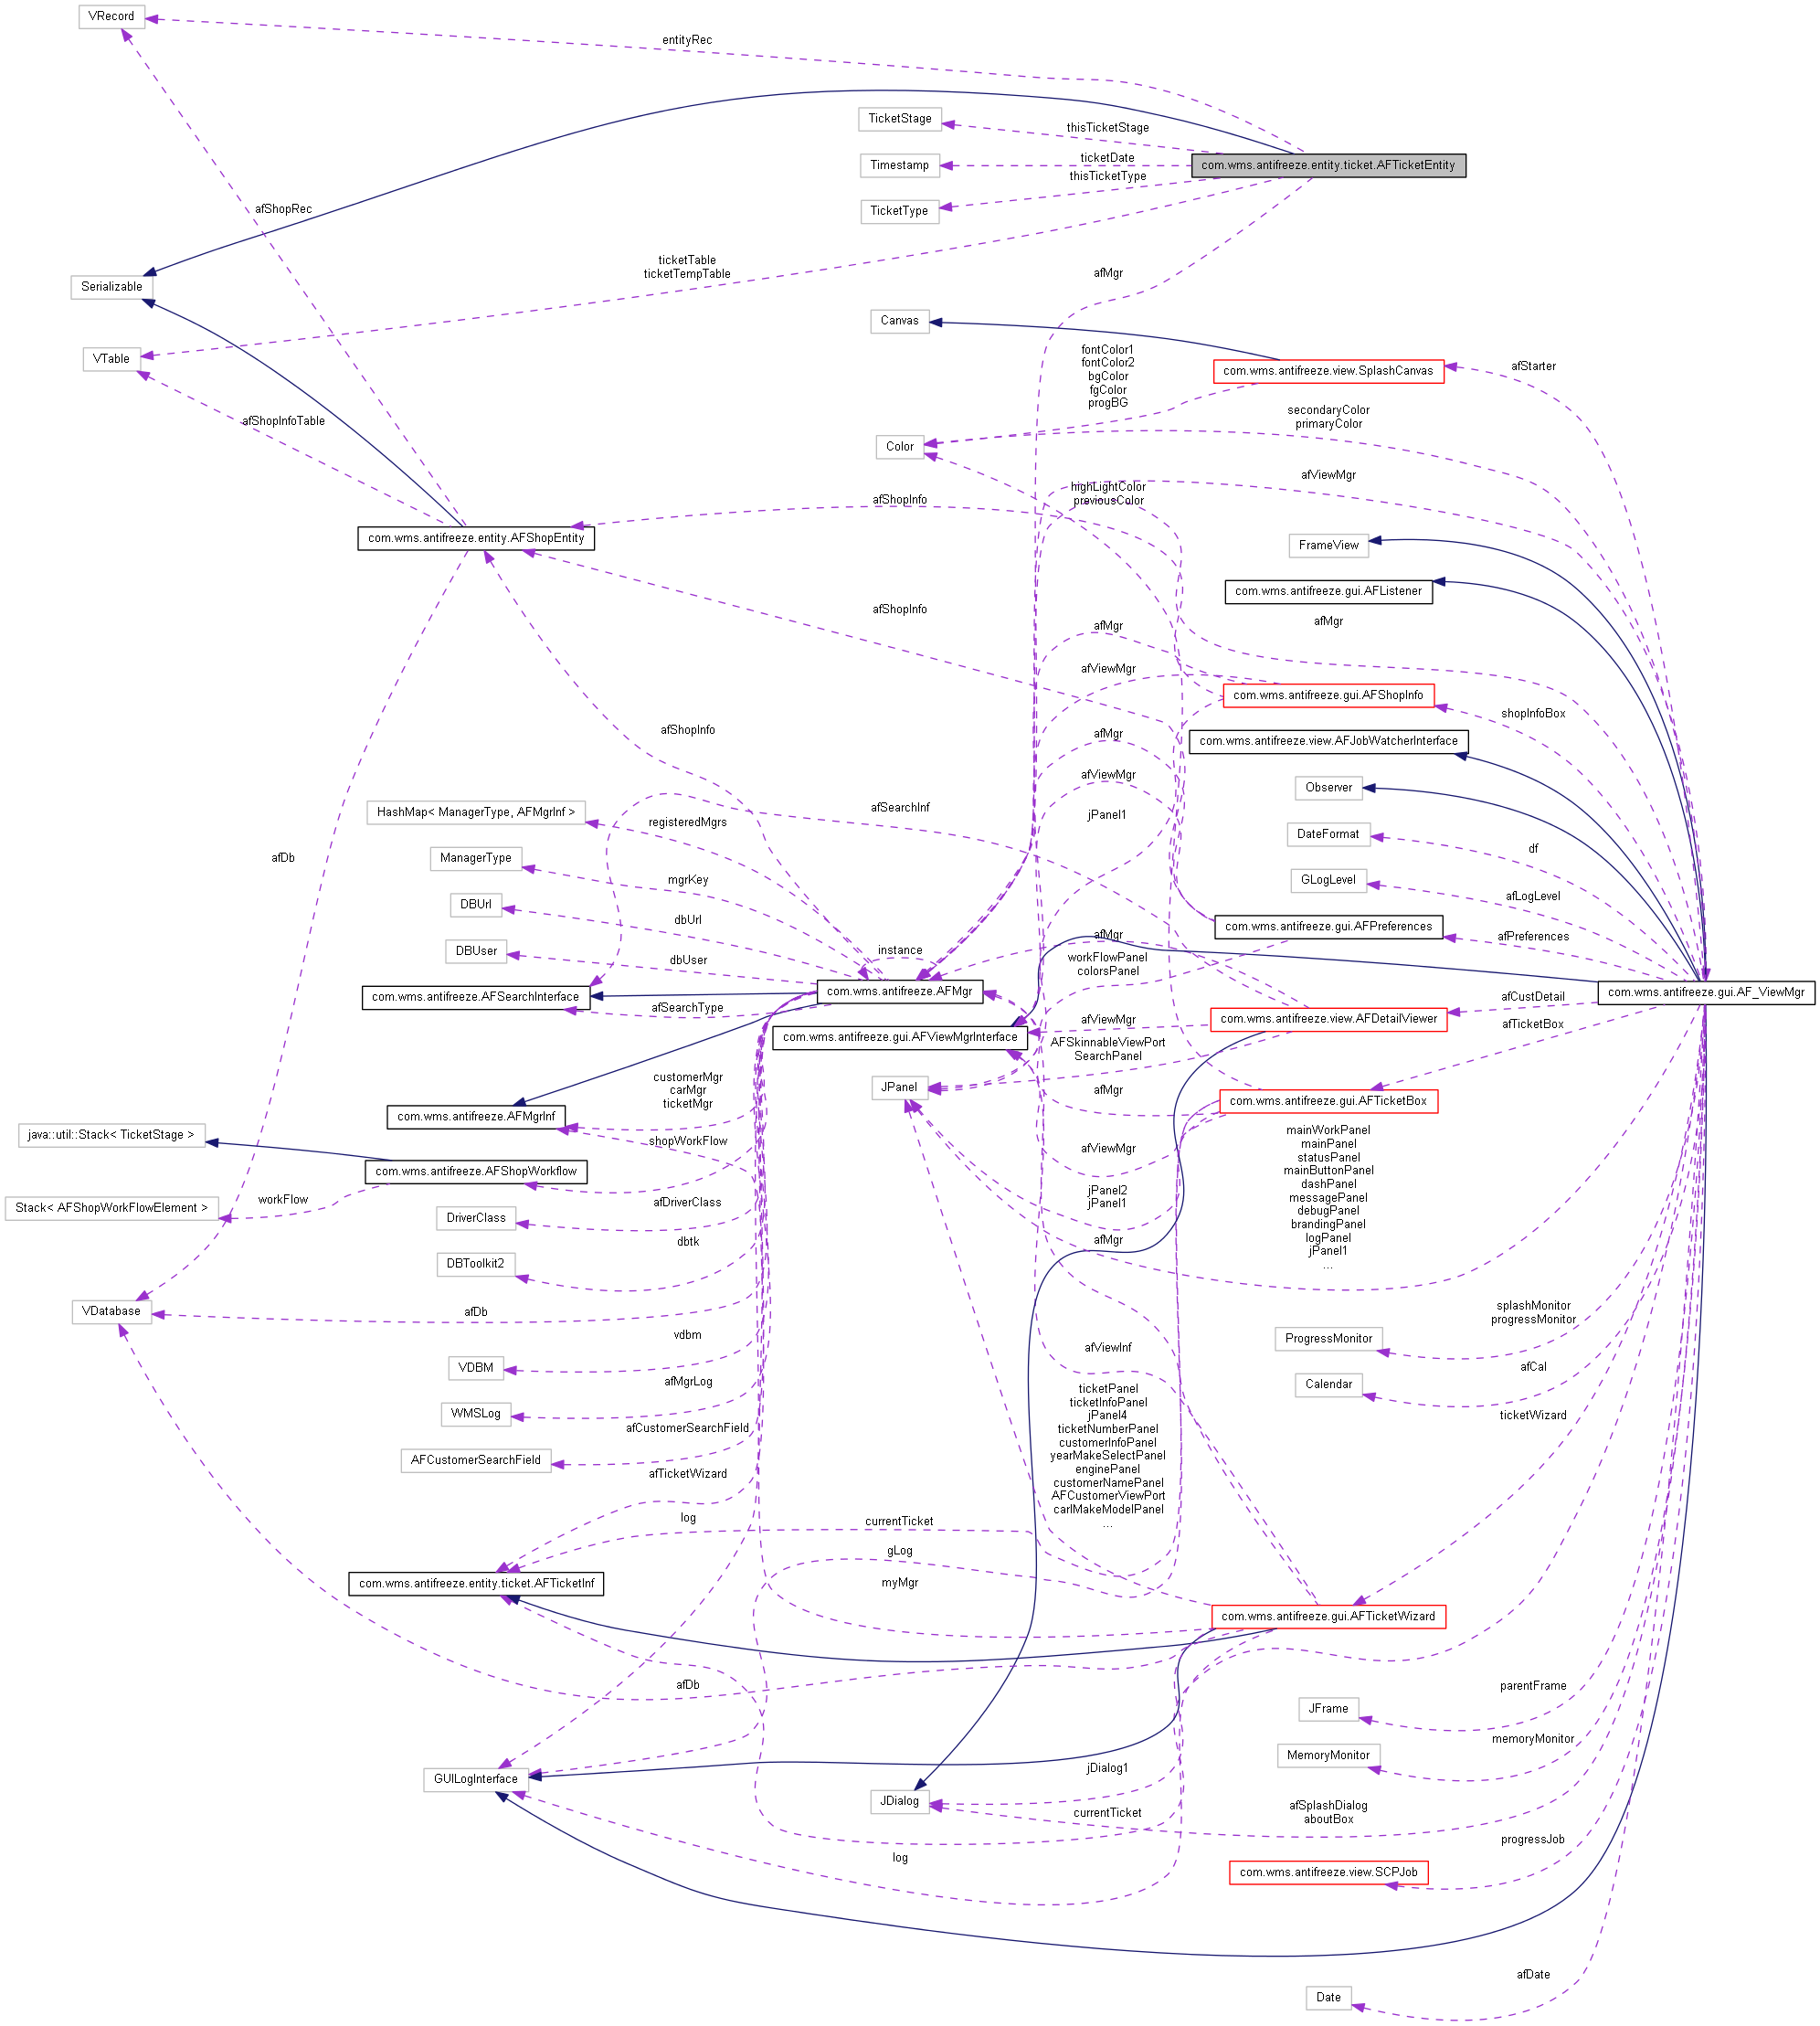 VRecord
entityRec
TicketStage
thisTicketStage
Timestamp
ticketDate
com.wms.antifreeze.entity.ticket.AFTicketEntity
thisTicketType
TicketType
afShopRec
ticketTable
ticketTempTable
afMgr
Serializable
Canvas
VTable
fontColor1
fontColor2
bgColor
fgColor
progBG
com.wms.antifreeze.view.SplashCanvas
afStarter
afShopInfoTable
Color
secondaryColor
primaryColor
highLightColor
previousColor
afViewMgr
afShopInfo
com.wms.antifreeze.entity.AFShopEntity
FrameView
com.wms.antifreeze.gui.AFListener
afShopInfo
afMgr
afMgr
afViewMgr
com.wms.antifreeze.gui.AFShopInfo
shopInfoBox
afShopInfo
afMgr
com.wms.antifreeze.view.AFJobWatcherInterface
afViewMgr
Observer
HashMap< ManagerType, AFMgrInf >
registeredMgrs
afSearchInf
jPanel1
DateFormat
df
afDb
ManagerType
mgrKey
GLogLevel
afLogLevel
DBUrl
dbUrl
com.wms.antifreeze.gui.AFPreferences
afPreferences
DBUser
dbUser
instance
afMgr
workFlowPanel
colorsPanel
com.wms.antifreeze.AFSearchInterface
afSearchType
com.wms.antifreeze.AFMgr
com.wms.antifreeze.gui.AF_ViewMgr
afCustDetail
afViewMgr
com.wms.antifreeze.view.AFDetailViewer
afTicketBox
com.wms.antifreeze.gui.AFViewMgrInterface
AFSkinnableViewPort
SearchPanel
customerMgr
carMgr
ticketMgr
JPanel
afMgr
com.wms.antifreeze.gui.AFTicketBox
com.wms.antifreeze.AFMgrInf
java::util::Stack< TicketStage >
shopWorkFlow
afViewMgr
mainWorkPanel
mainPanel
statusPanel
mainButtonPanel
dashPanel
messagePanel
debugPanel
brandingPanel
logPanel
jPanel1
...
com.wms.antifreeze.AFShopWorkflow
Stack< AFShopWorkFlowElement >
workFlow
jPanel2
jPanel1
afDriverClass
DriverClass
dbtk
afMgr
DBToolkit2
VDatabase
afDb
splashMonitor
progressMonitor
ProgressMonitor
vdbm
VDBM
afViewInf
afCal
Calendar
afMgrLog
WMSLog
ticketPanel
ticketInfoPanel
jPanel4
ticketNumberPanel
customerInfoPanel
yearMakeSelectPanel
enginePanel
customerNamePanel
AFCustomerViewPort
carlMakeModelPanel
...
ticketWizard
afCustomerSearchField
AFCustomerSearchField
afTicketWizard
log
currentTicket
gLog
com.wms.antifreeze.entity.ticket.AFTicketInf
myMgr
com.wms.antifreeze.gui.AFTicketWizard
afDb
parentFrame
JFrame
memoryMonitor
MemoryMonitor
GUILogInterface
jDialog1
JDialog
afSplashDialog
aboutBox
currentTicket
progressJob
log
com.wms.antifreeze.view.SCPJob
afDate
Date